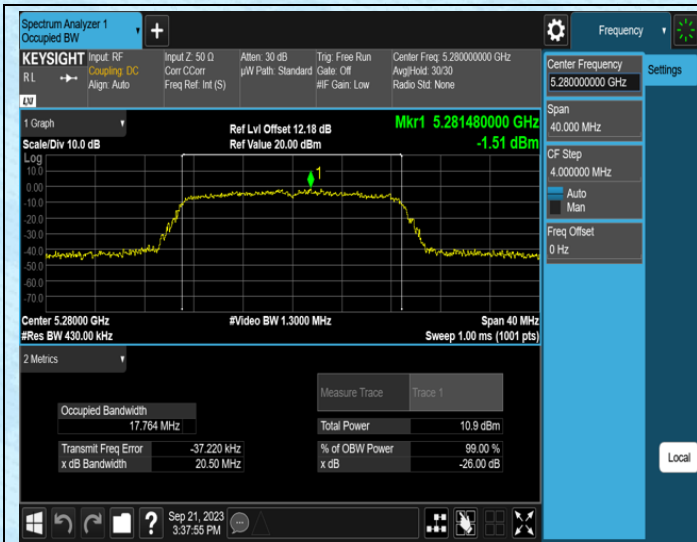 Spectrum Analyzer 1
Occupied BW
+
Frequency
KEYSIGHT
R L
LXI
Input: RF
Coupling: DC
Align: Auto
Input Z: 50 Ω
Corr CCorr
Freq Ref: Int (S)
Atten: 30 dB
µW Path: Standard
Trig: Free Run
Gate: Off
#IF Gain: Low
Center Freq: 5.280000000 GHz
Avg|Hold: 30/30
Radio Std: None
Center Frequency
5.280000000 GHz
Settings
Span
40.000 MHz
CF Step
4.000000 MHz
Auto
Man
Freq Offset
0 Hz
Local
1 Graph
Scale/Div 10.0 dB
Ref Lvl Offset 12.18 dB
Ref Value 20.00 dBm
Mkr1 5.281480000 GHz
-1.51 dBm
Log
10.0
0.00
-10.0
-20.0
-30.0
-40.0
-50.0
-60.0
-70.0
1
Center 5.28000 GHz
#Res BW 430.00 kHz
#Video BW 1.3000 MHz
Span 40 MHz
Sweep 1.00 ms (1001 pts)
2 Metrics
Measure Trace Trace 1
Occupied Bandwidth
17.764 MHz
Total Power 10.9 dBm
Transmit Freq Error -37.220 kHz
% of OBW Power 99.00 %
x dB Bandwidth 20.50 MHz
x dB -26.00 dB
?
Sep 21, 2023
3:37:55 PM